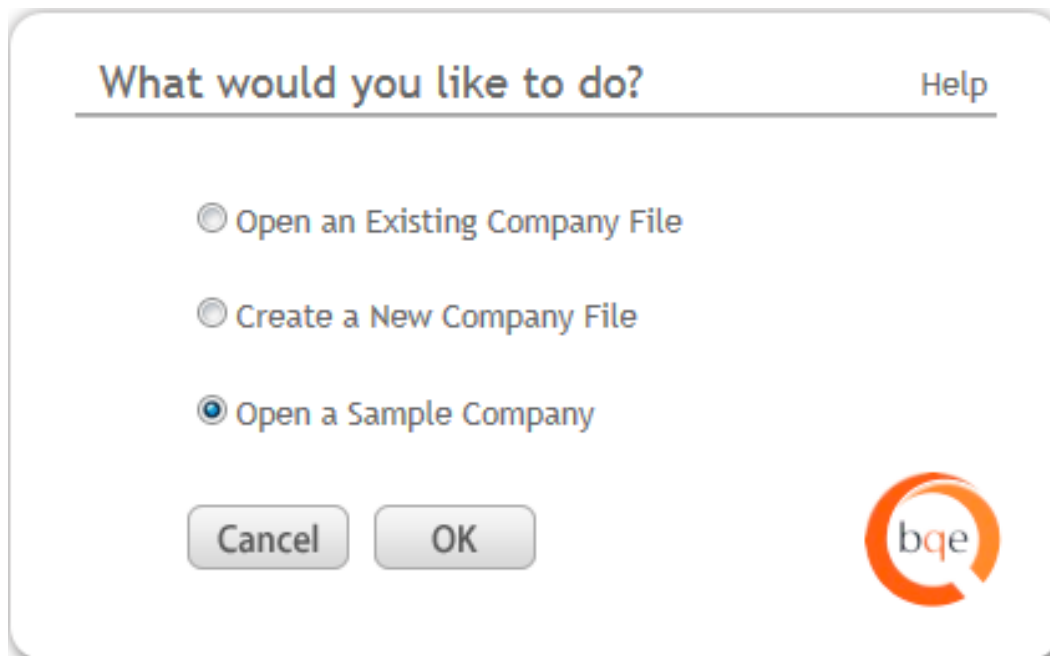 What would you like to do?
Help
Open an Existing Company File
Create a New Company File
Open a Sample Company
Cancel
OK
bqe